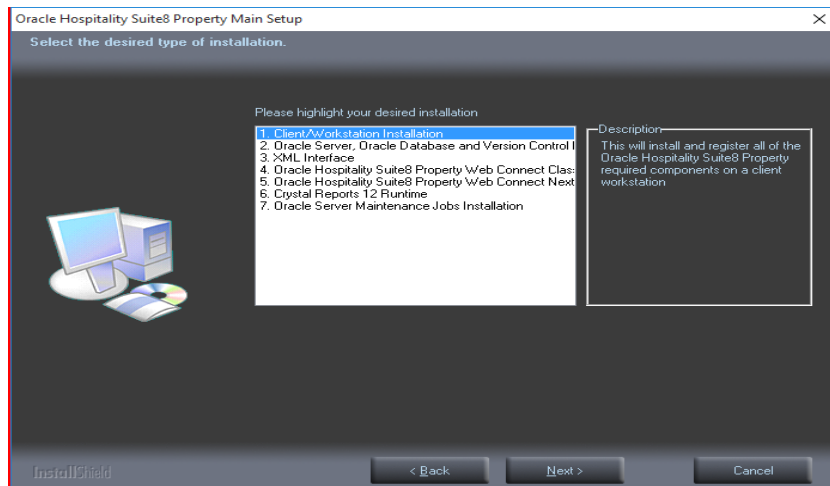 Oracle Hospitality Suite8 Property Main Setup
Select the desired type of installation.
Please highlight your desired installation
1. Client/Workstation Installation
2. Oracle Server, Oracle Database and Version Control I
3. XML Interface
4. Oracle Hospitality Suite8 Property Web Connect Clas
5. Oracle Hospitality Suite8 Property Web Connect Next
6. Crystal Reports 12 Runtime
7. Oracle Server Maintenance Jobs Installation
Description
This will install and register all of the
Oracle Hospitality Suite8 Property
required components on a client
workstation
InstallShield
< Back
Next >
Cancel